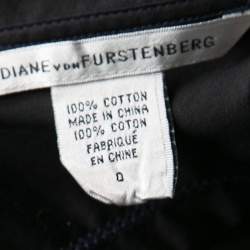 DIANE VON FURSTENBERG
100% COTTON
MADE IN CHINA
100% COTON
FABRIQUÉ
EN CHINE
0